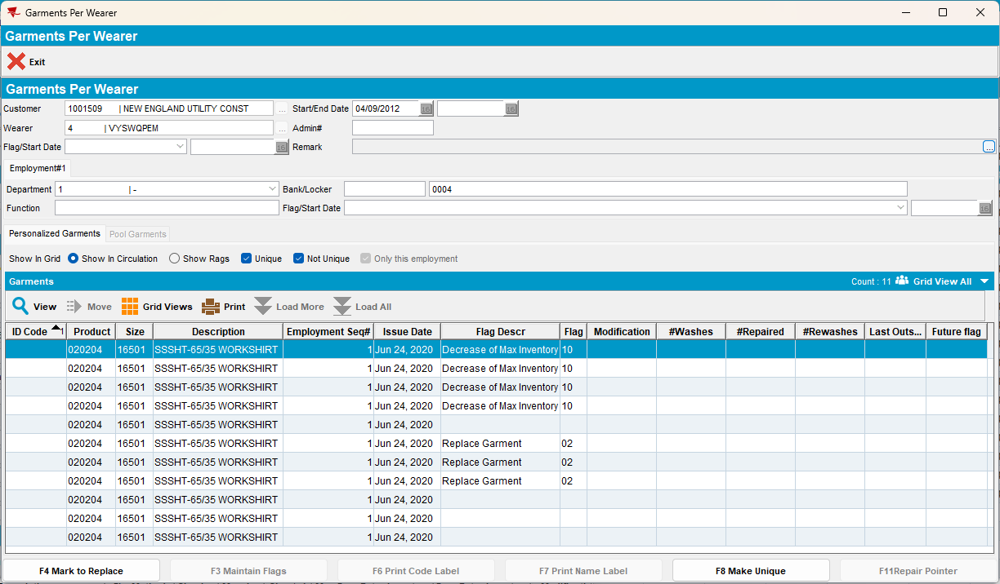 Garments Per Wearer
Garments Per Wearer
Exit
Garments Per Wearer
Customer 1001509 | NEW ENGLAND UTILITY CONST ... Start/End Date 04/09/2012 16 16
Wearer 4 | VYSWQPEM ... Admin#
Flag/Start Date 16 Remark ...
Employment#1
Department 1 | - Bank/Locker 0004
Function Flag/Start Date 16
Personalized Garments Pool Garments
Show In Grid Show In Circulation Show Rags Unique Not Unique Only this employment
Garments Count : 11 Grid View All
View Move Grid Views Print Load More Load All
ID Code 1 Product Size Description Employment Seq# Issue Date Flag Descr Flag Modification #Washes #Repaired #Rewashes Last Outs... Future flag
020204 16501 SSSHT-65/35 WORKSHIRT 1 Jun 24, 2020 Decrease of Max Inventory 10
020204 16501 SSSHT-65/35 WORKSHIRT 1 Jun 24, 2020 Decrease of Max Inventory 10
020204 16501 SSSHT-65/35 WORKSHIRT 1 Jun 24, 2020 Decrease of Max Inventory 10
020204 16501 SSSHT-65/35 WORKSHIRT 1 Jun 24, 2020 Decrease of Max Inventory 10
020204 16501 SSSHT-65/35 WORKSHIRT 1 Jun 24, 2020
020204 16501 SSSHT-65/35 WORKSHIRT 1 Jun 24, 2020 Replace Garment 02
020204 16501 SSSHT-65/35 WORKSHIRT 1 Jun 24, 2020 Replace Garment 02
020204 16501 SSSHT-65/35 WORKSHIRT 1 Jun 24, 2020 Replace Garment 02
020204 16501 SSSHT-65/35 WORKSHIRT 1 Jun 24, 2020
020204 16501 SSSHT-65/35 WORKSHIRT 1 Jun 24, 2020
020204 16501 SSSHT-65/35 WORKSHIRT 1 Jun 24, 2020
F4 Mark to Replace F3 Maintain Flags F6 Print Code Label F7 Print Name Label F8 Make Unique F11Repair Pointer